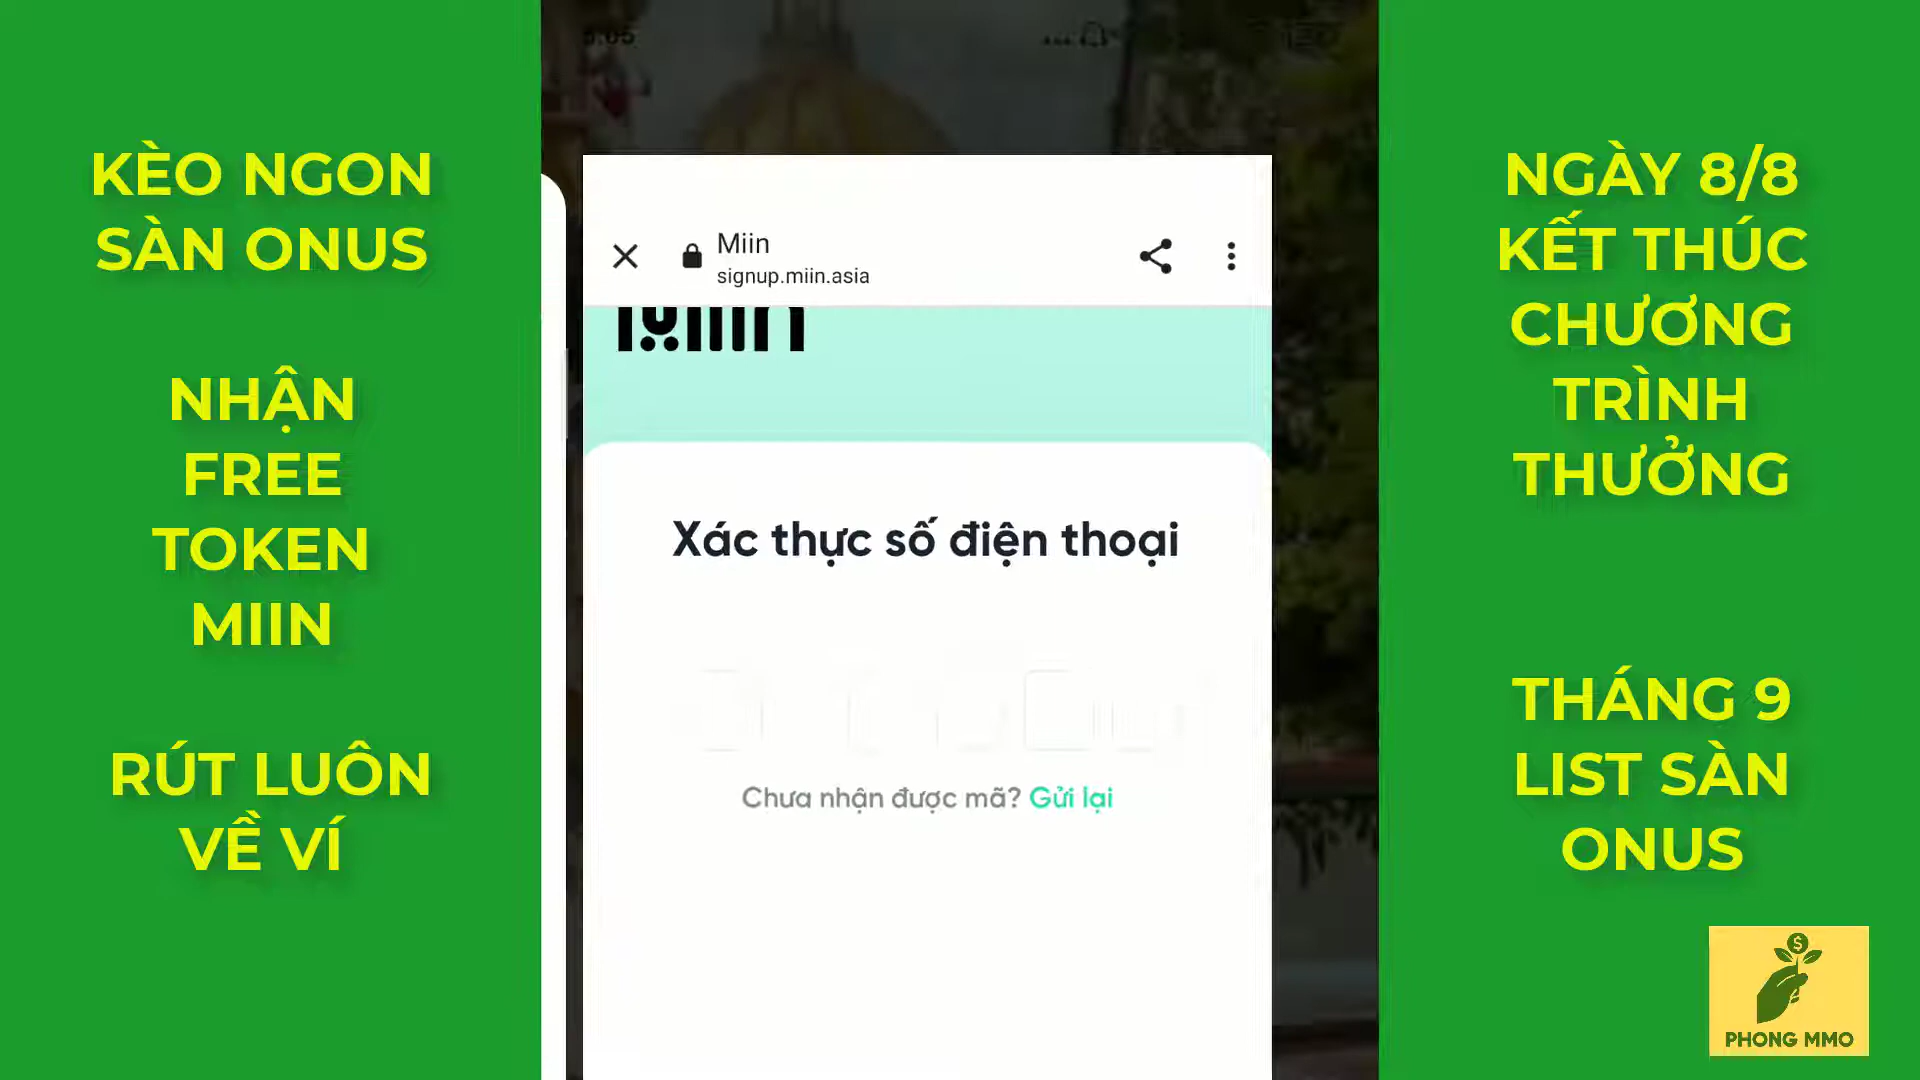 KÈO NGON
SÀN ONUS
NHẬN
FREE
TOKEN
MIIN
RÚT LUÔN
VỀ VÍ
Miin
signup.miin.asia
Miin
Xác thực số điện thoại
Chưa nhận được mã? Gửi lại
NGÀY 8/8
KẾT THÚC
CHƯƠNG
TRÌNH
THƯỞNG
THÁNG 9
LIST SÀN
ONUS
PHONG MMO